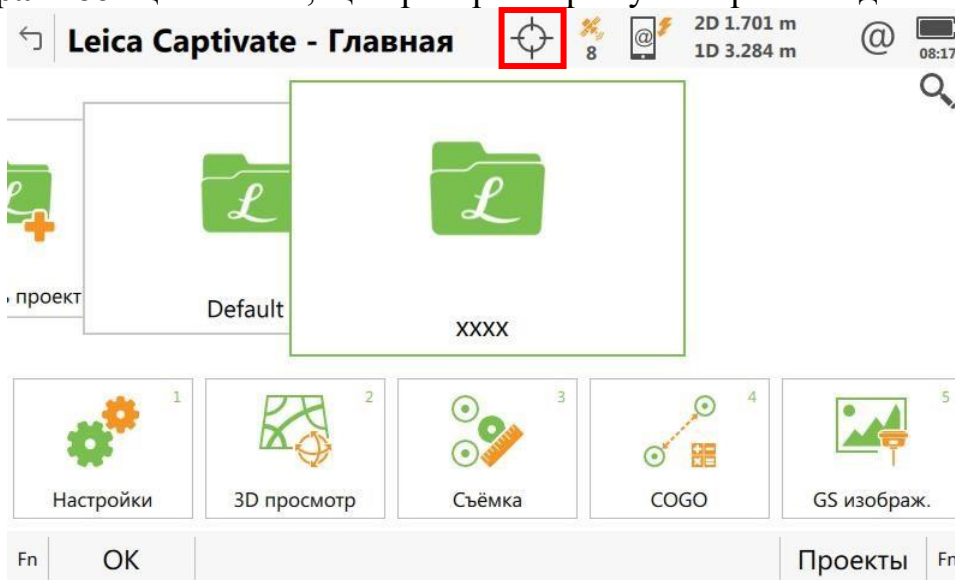 Leica Captivate - Главная
8
@
2D 1.701 m
1D 3.284 m
@
08:17
проект
Default
XXXX
1
2
3
4
5
Настройки
3D просмотр
Съёмка
COGO
GS изображ.
Fn
OK
Проекты
Fn